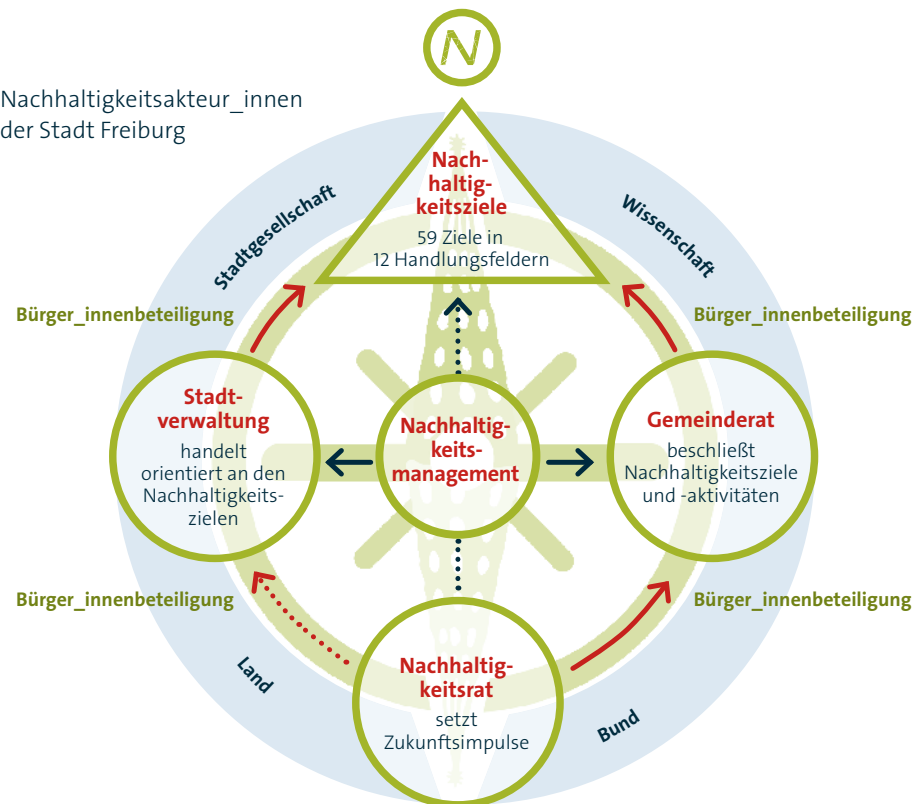 N
Nachhaltigkeitsakteur_innen
der Stadt Freiburg
Nach-
haltig-
keitsziele
59 Ziele in
12 Handlungsfeldern
Stadtgesellschaft
Wissenschaft
Bürger_innenbeteiligung
Bürger_innenbeteiligung
Stadt-
verwaltung
handelt
orientiert an den
Nachhaltigkeits-
zielen
Nachhaltig-
keits-
management
Gemeinderat
beschließt
Nachhaltigkeitsziele
und -aktivitäten
Bürger_innenbeteiligung
Bürger_innenbeteiligung
Land
Nachhaltig-
keitsrat
setzt
Zukunftsimpulse
Bund